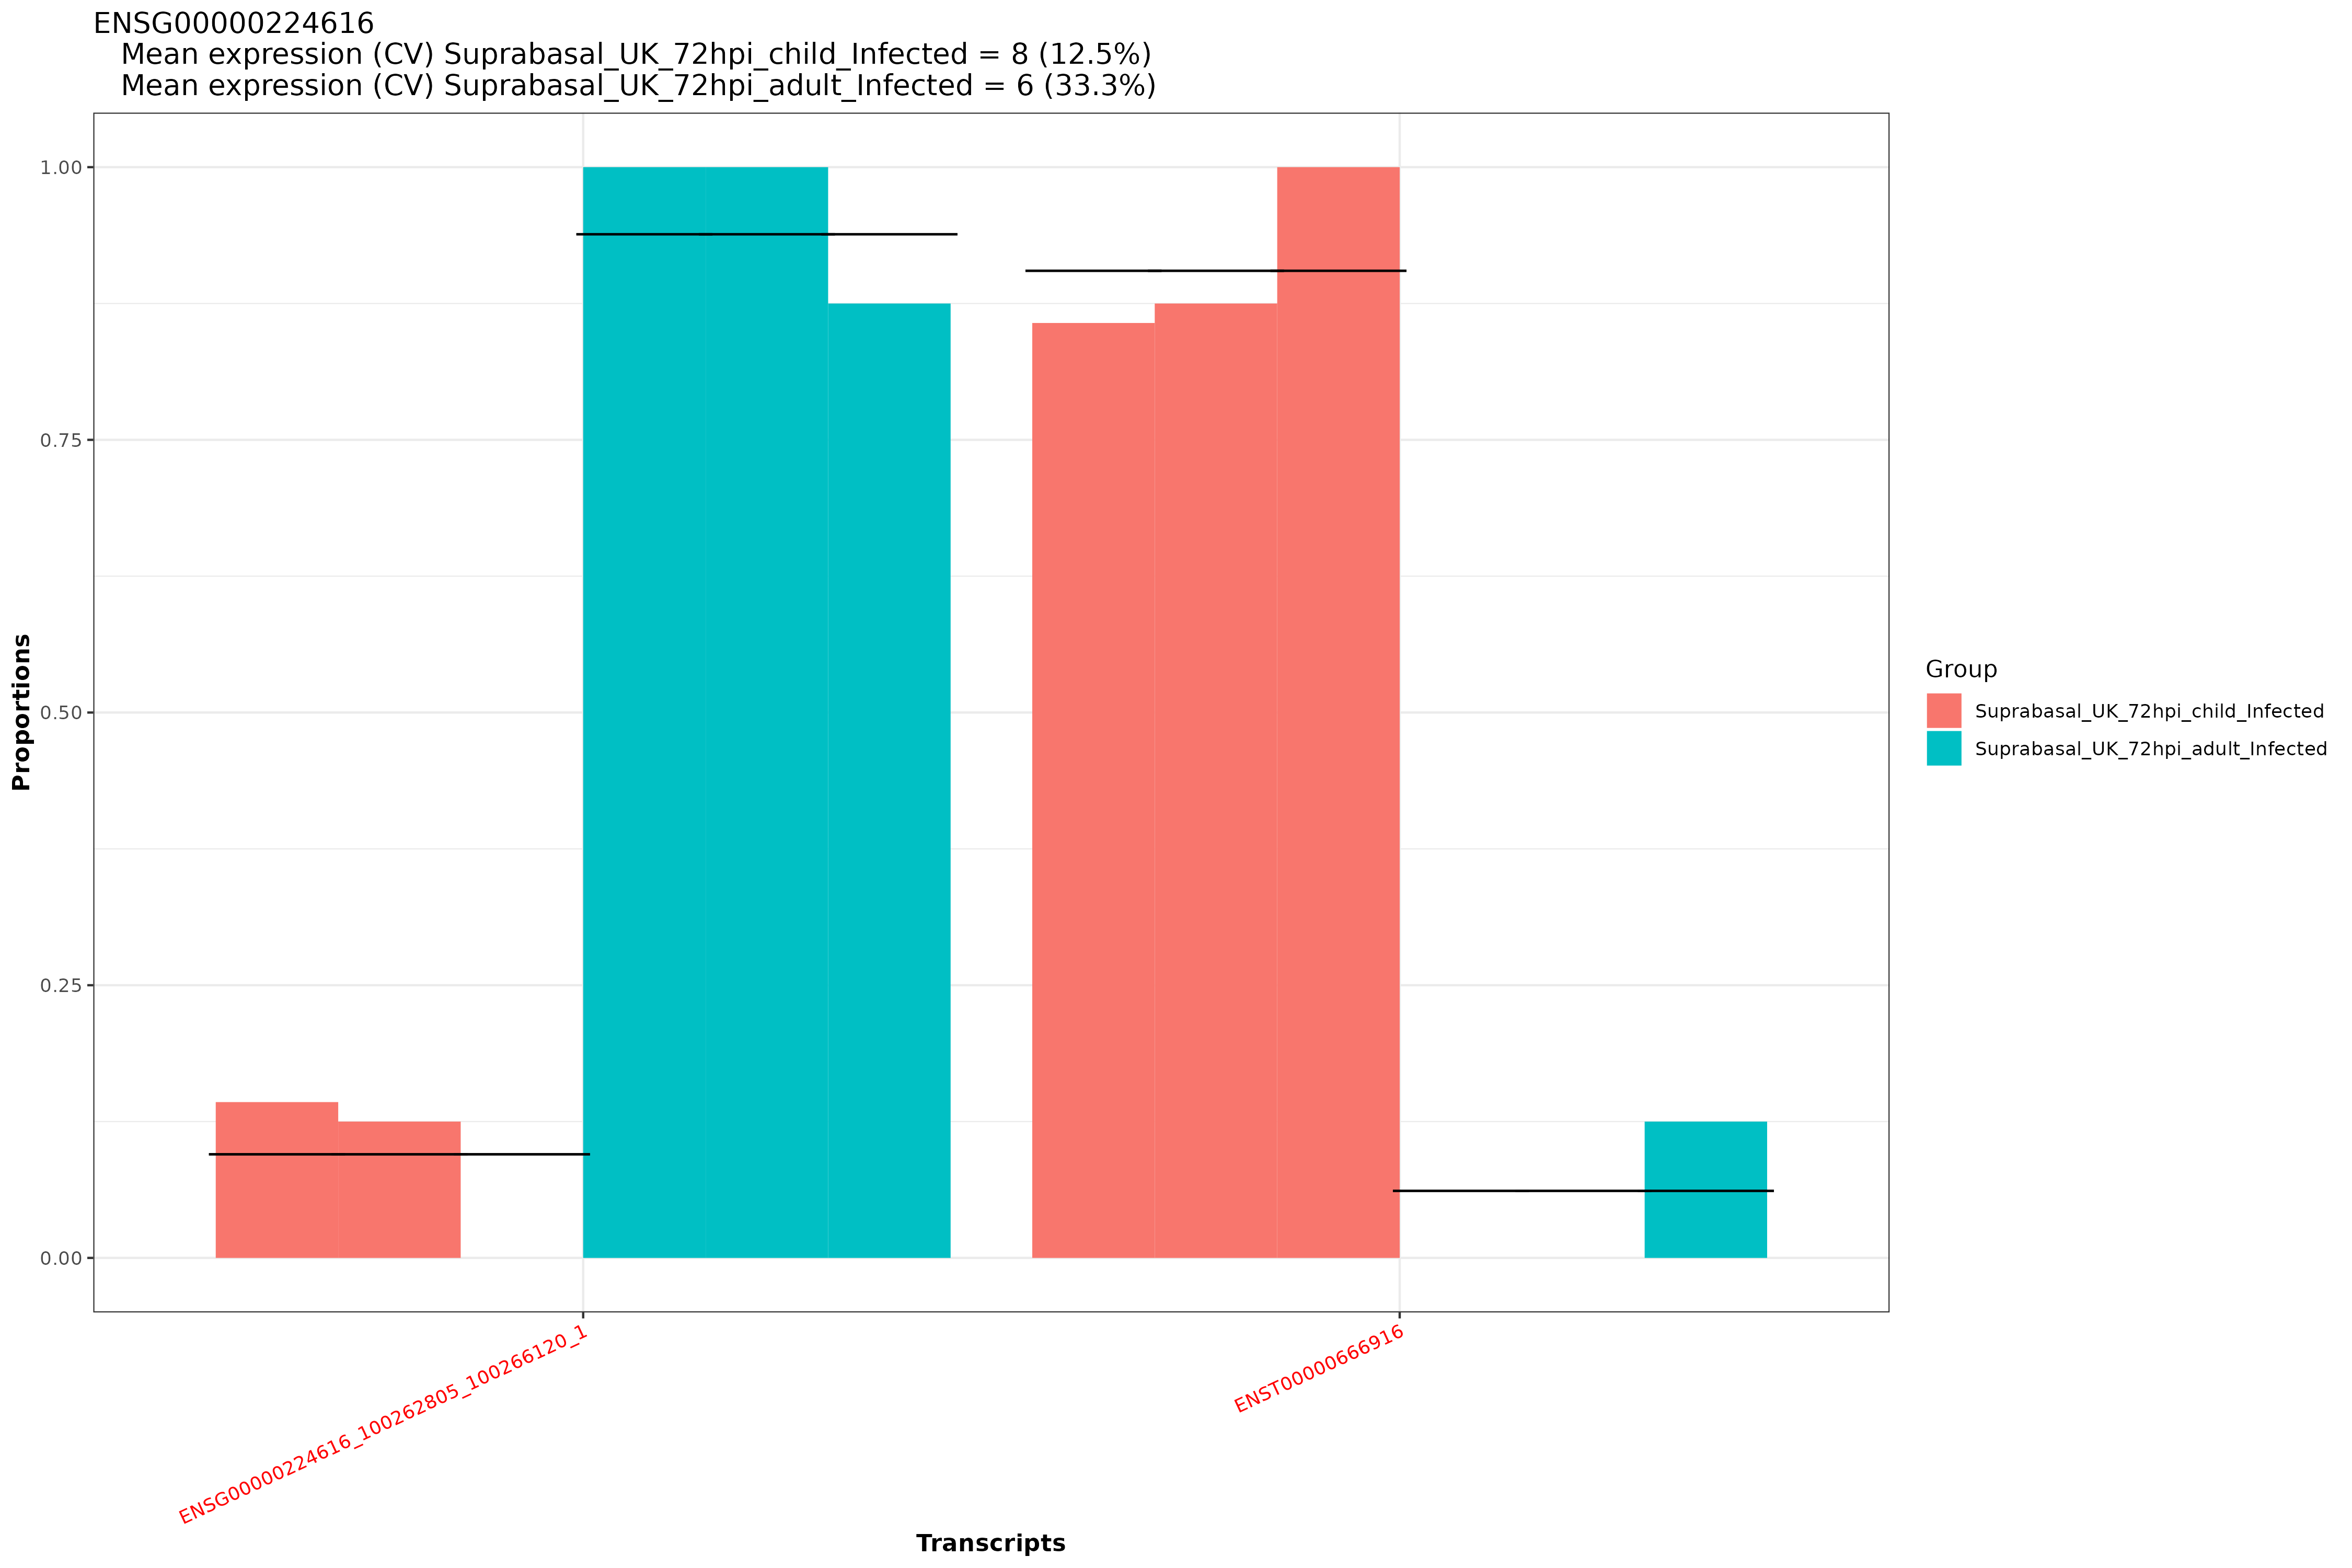 ENSG00000224616
Mean expression (CV) Suprabasal_UK_72hpi_child_Infected = 8 (12.5%)
Mean expression (CV) Suprabasal_UK_72hpi_adult_Infected = 6 (33.3%)
1.00
0.75
0.50
0.25
0.00
Proportions
ENSG00000224616_100262805_100266120_1
ENST00000666916
Transcripts
Group
Suprabasal_UK_72hpi_child_Infected
Suprabasal_UK_72hpi_adult_Infected